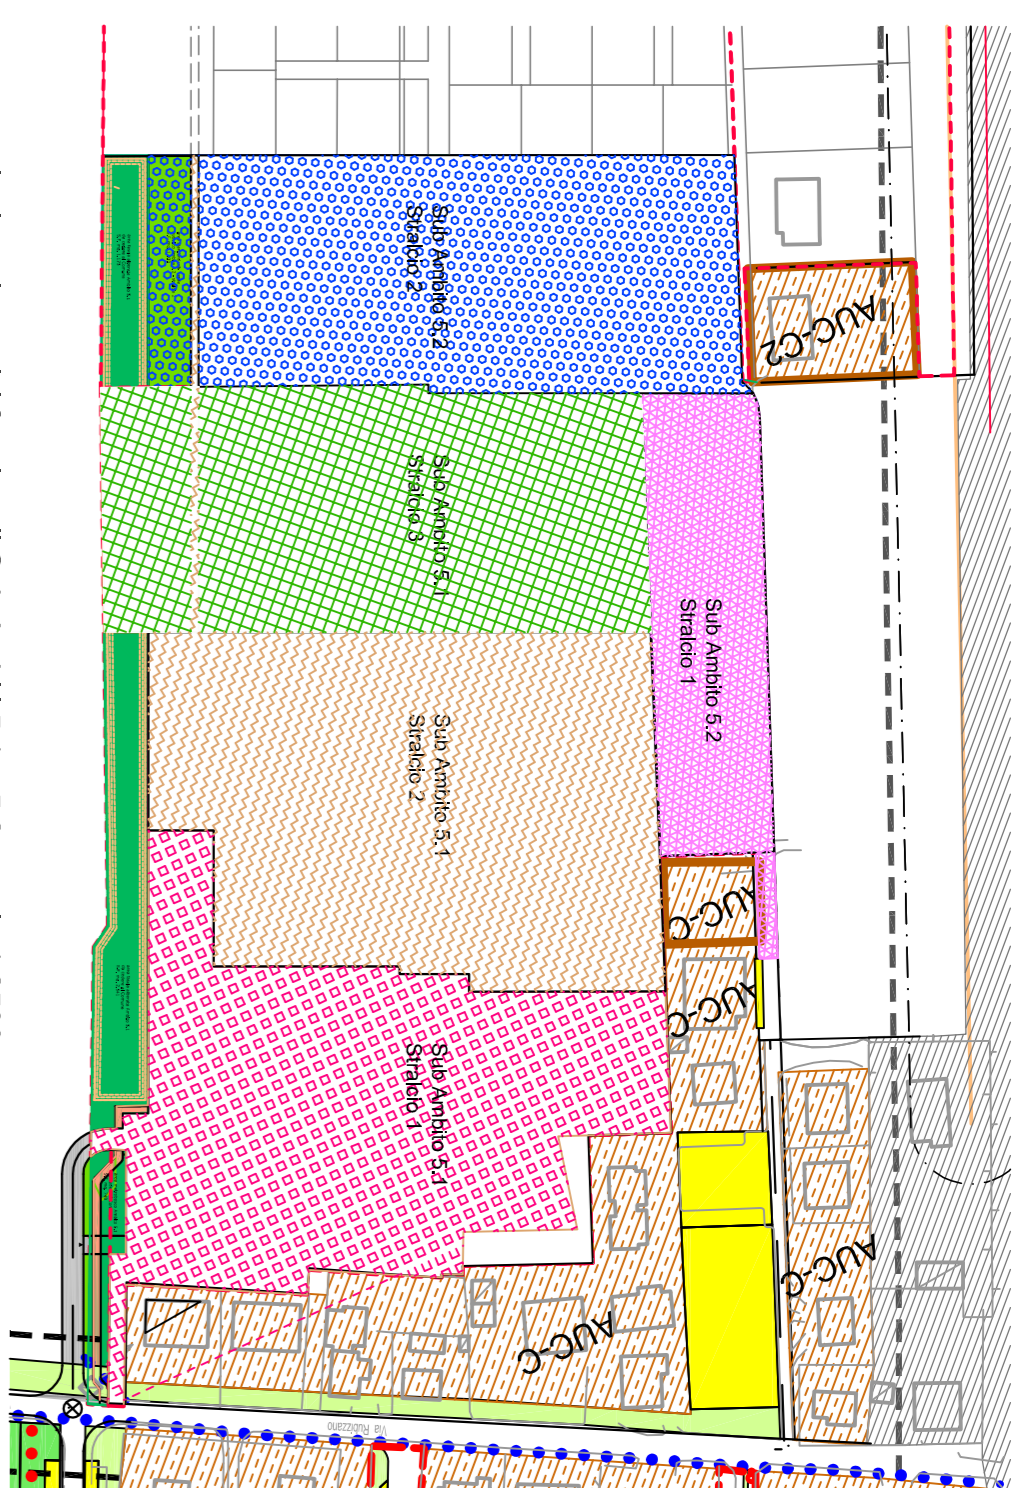 Sub Ambito 5.2
Stralcio 2
AUC-C2
Sub Ambito 5.1
Stralcio 3
Sub Ambito 5.2
Stralcio 1
Sub Ambito 5.1
Stralcio 2
AUC-C
AUC-C
Sub Ambito 5.1
Stralcio 1
AUC-C
AUC-C
Via Rubizzano